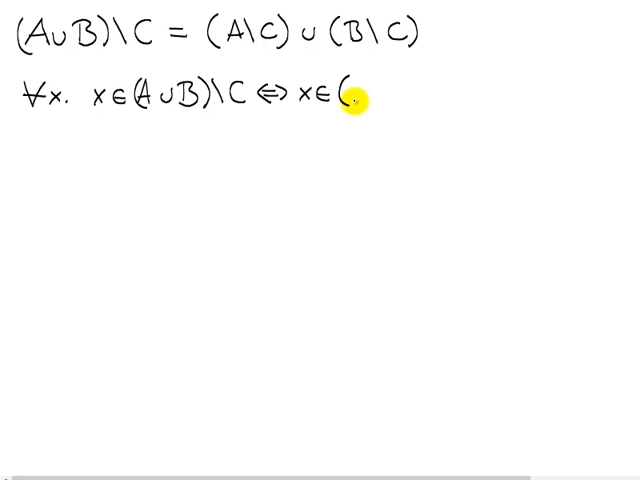 (A∪B)\C = (A\C) ∪ (B\C)
∀x. x∈(A∪B)\C ⇔ x∈(